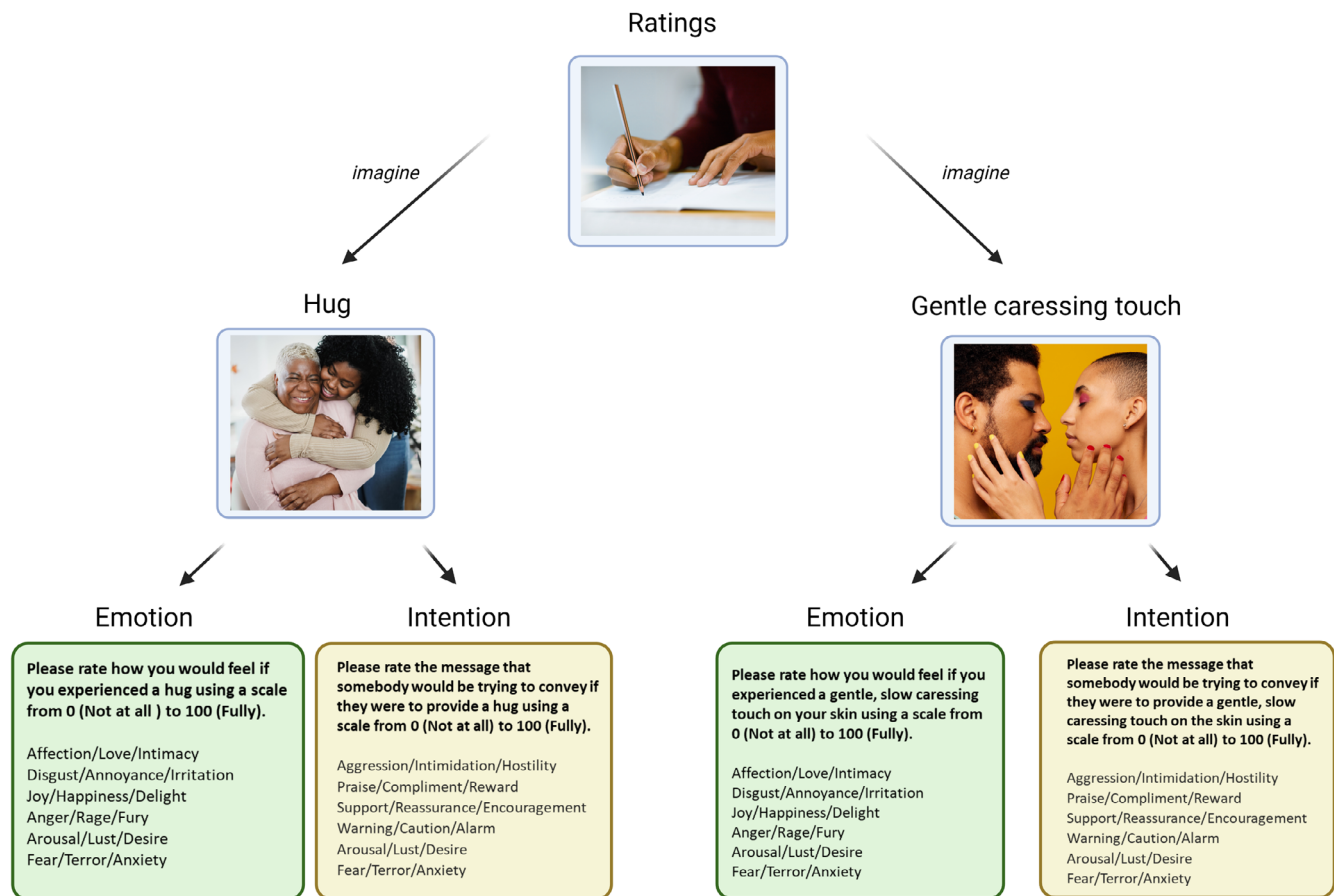 Ratings
imagine
imagine
Hug
Gentle caressing touch
Emotion
Intention
Emotion
Intention
Please rate how you would feel if
you experienced a hug using a scale
from 0 (Not at all ) to 100 (Fully).
Affection/Love/Intimacy
Disgust/Annoyance/Irritation
Joy/Happiness/Delight
Anger/Rage/Fury
Arousal/Lust/Desire
Fear/Terror/Anxiety
Please rate the message that
somebody would be trying to convey if
they were to provide a hug using a
scale from 0 (Not at all) to 100 (Fully).
Aggression/Intimidation/Hostility
Praise/Compliment/Reward
Support/Reassurance/Encouragement
Warning/Caution/Alarm
Arousal/Lust/Desire
Fear/Terror/Anxiety
Please rate how you would feel if you
experienced a gentle, slow caressing
touch on your skin using a scale from
0 (Not at all) to 100 (Fully).
Affection/Love/Intimacy
Disgust/Annoyance/Irritation
Joy/Happiness/Delight
Anger/Rage/Fury
Arousal/Lust/Desire
Fear/Terror/Anxiety
Please rate the message that
somebody would be trying to convey if
they were to provide a gentle, slow
caressing touch on the skin using a
scale from 0 (Not at all) to 100 (Fully).
Aggression/Intimidation/Hostility
Praise/Compliment/Reward
Support/Reassurance/Encouragement
Warning/Caution/Alarm
Arousal/Lust/Desire
Fear/Terror/Anxiety